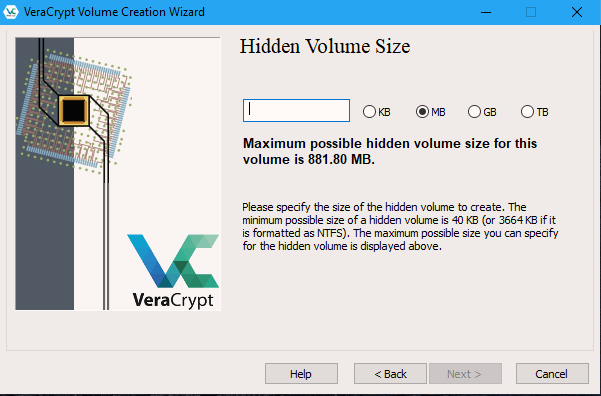 VeraCrypt Volume Creation Wizard
Hidden Volume Size
KB MB GB TB
Maximum possible hidden volume size for this
volume is 881.80 MB.
Please specify the size of the hidden volume to create. The
minimum possible size of a hidden volume is 40 KB (or 3664 KB if it
is formatted as NTFS). The maximum possible size you can specify
for the hidden volume is displayed above.
VeraCrypt
Help < Back Next > Cancel